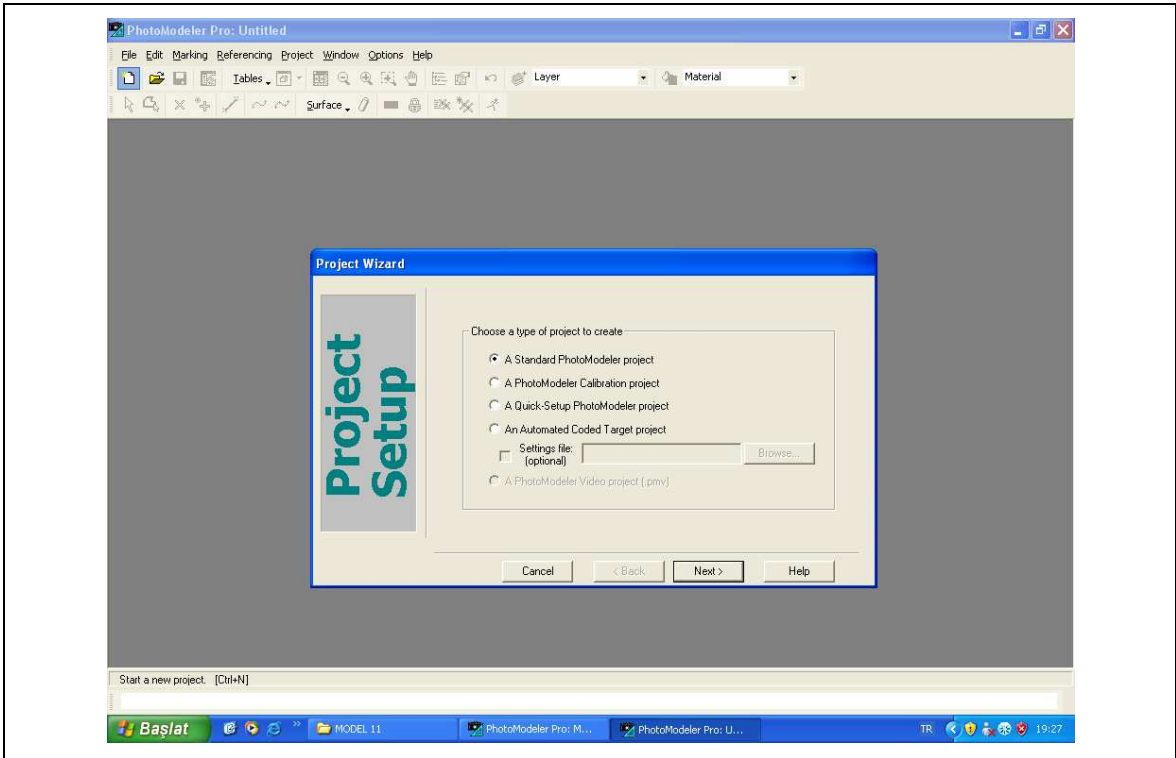 PhotoModeler Pro: Untitled
File Edit Marking Referencing Project Window Options Help
Tables Layer Material
Surface
Project Wizard
Project Setup
Choose a type of project to create
A Standard PhotoModeler project
A PhotoModeler Calibration project
A Quick-Setup PhotoModeler project
An Automated Coded Target project
Settings file: (optional) Browse...
A PhotoModeler Video project (.pmv)
Cancel < Back Next > Help
Start a new project. [Ctrl+N]
Başlat » MODEL 11 PhotoModeler Pro: M... PhotoModeler Pro: U... TR 19:27